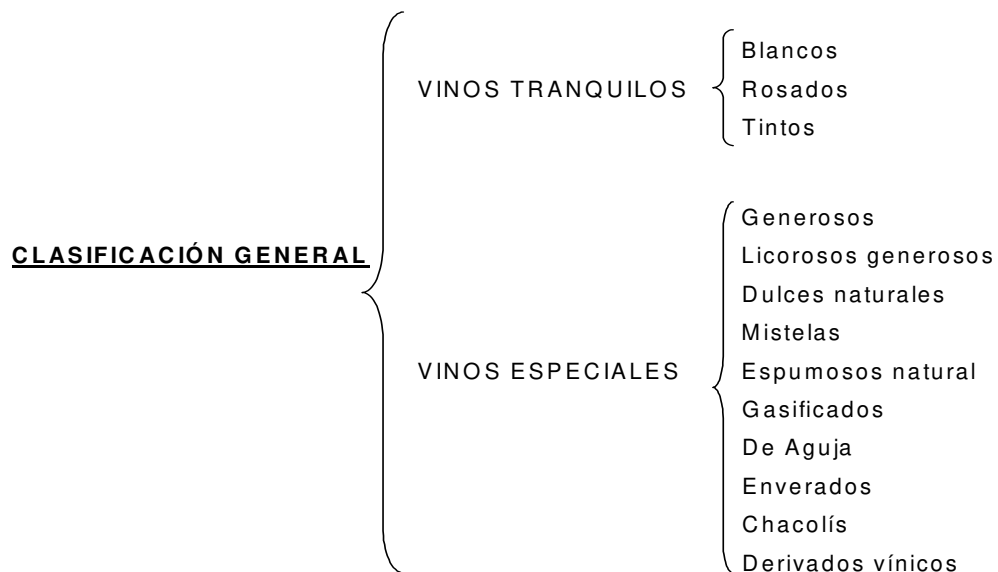 Blancos
VINOS TRANQUILOS
Rosados
Tintos
Generosos
CLASIFICACIÓN GENERAL
Licorosos generosos
Dulces naturales
Mistelas
VINOS ESPECIALES
Espumosos natural
Gasificados
De Aguja
Enverados
Chacolís
Derivados vínicos